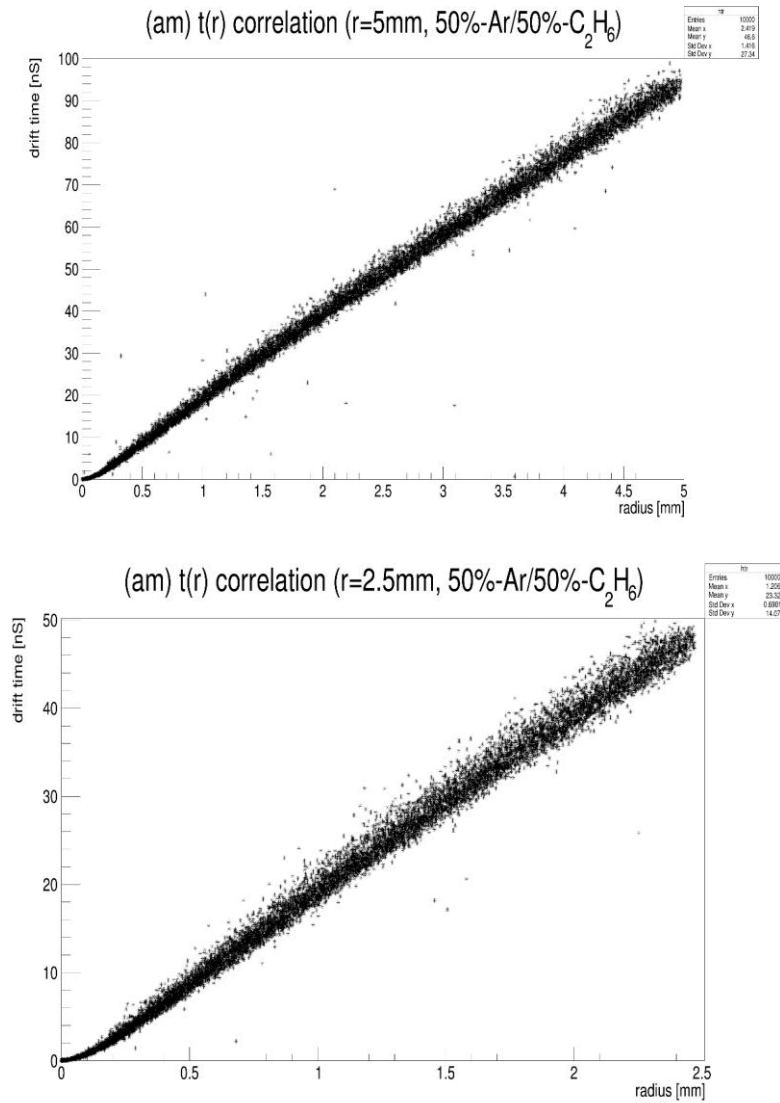 (am) t(r) correlation (r=5mm, 50%-Ar/50%-C₂H₆)
Entries 10000
Mean x 2.419
Mean y 46.6
Std Dev x 1.416
Std Dev y 27.34
drift time [nS]
100
90
80
70
60
50
40
30
20
10
0
0 0.5 1 1.5 2 2.5 3 3.5 4 4.5 5
radius [mm]
(am) t(r) correlation (r=2.5mm, 50%-Ar/50%-C₂H₆)
Entries 10000
Mean x 1.206
Mean y 23.32
Std Dev x
Std Dev y 14.07
drift time [nS]
50
40
30
20
10
0
0 0.5 1 1.5 2 2.5
radius [mm]